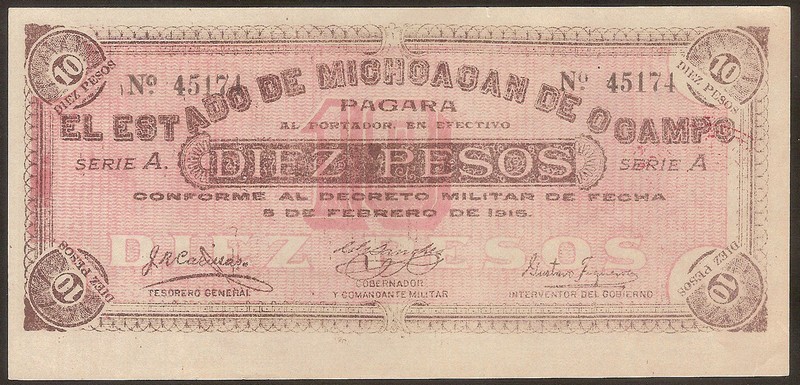 10
DIEZ PESOS
10
DIEZ PESOS
Nº 45174
Nº 45174
EL ESTADO DE MICHOACAN DE OCAMPO
PAGARA
AL PORTADOR, EN EFECTIVO
SERIE A.
DIEZ PESOS
SERIE A
10
CONFORME AL DECRETO MILITAR DE FECHA
5 DE FEBRERO DE 1915.
DIEZ PESOS
TESORERO GENERAL
GOBERNADOR
Y COMANDANTE MILITAR
INTERVENTOR DEL GOBIERNO
DIEZ PESOS
10
DIEZ PESOS
10